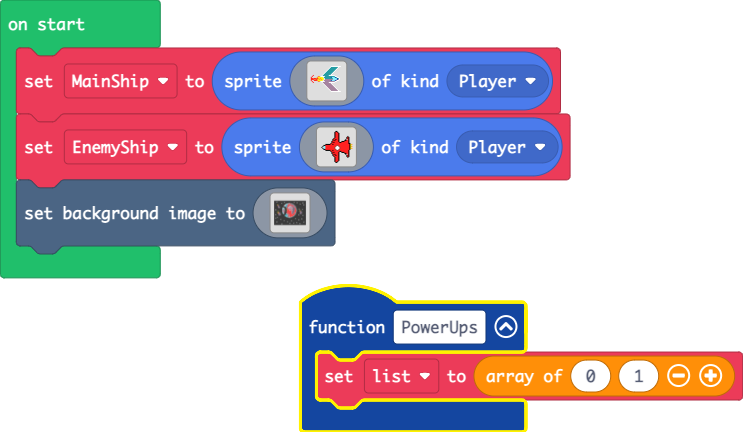 on start
set MainShip to sprite of kind Player
set EnemyShip to sprite of kind Player
set background image to
function PowerUps
set list to array of 0 1